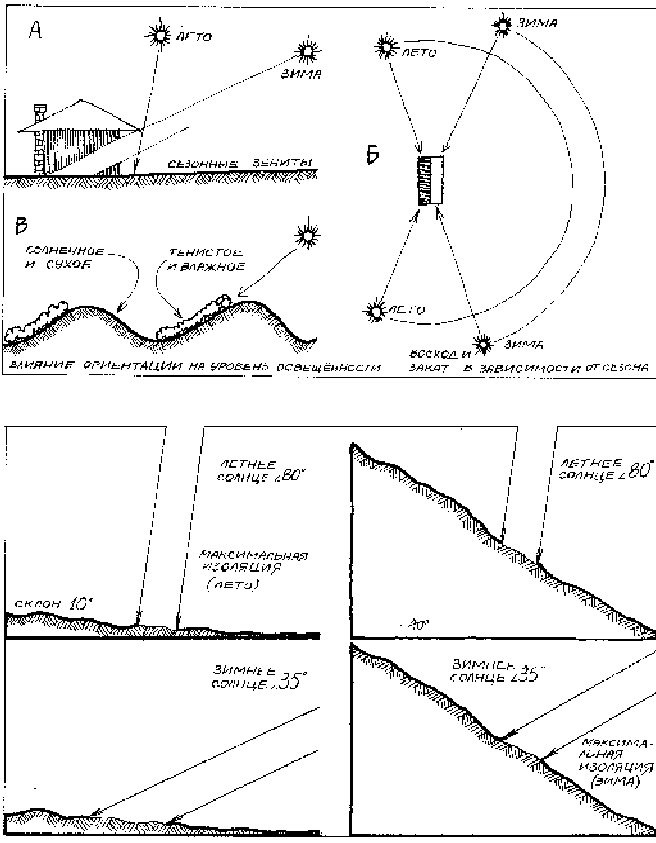 А
ЛЕТО
ЗИМА
СЕЗОННЫЕ ЗЕНИТЫ
Б
ЛЕТО
ЗИМА
ЛЕТО
ЗИМА
ВОСХОД И
ЗАКАТ В ЗАВИСИМОСТИ ОТ СЕЗОНА
В
СОЛНЕЧНОЕ
И СУХОЕ
ТЕНИСТОЕ
И ВЛАЖНОЕ
ВЛИЯНИЕ ОРИЕНТАЦИИ НА УРОВЕНЬ ОСВЕЩЁННОСТИ
ЛЕТНЕЕ
СОЛНЦЕ ∠80°
МАКСИМАЛЬНАЯ
ИЗОЛЯЦИЯ
(ЛЕТО)
СКЛОН 10°
ЛЕТНЕЕ
СОЛНЦЕ ∠80°
ЗИМНЕЕ
СОЛНЦЕ ∠35°
ЗИМНЕЕ
СОЛНЦЕ ∠35°
МАКСИМА-
ЛЬНАЯ
ИЗОЛЯЦИЯ
(ЗИМА)